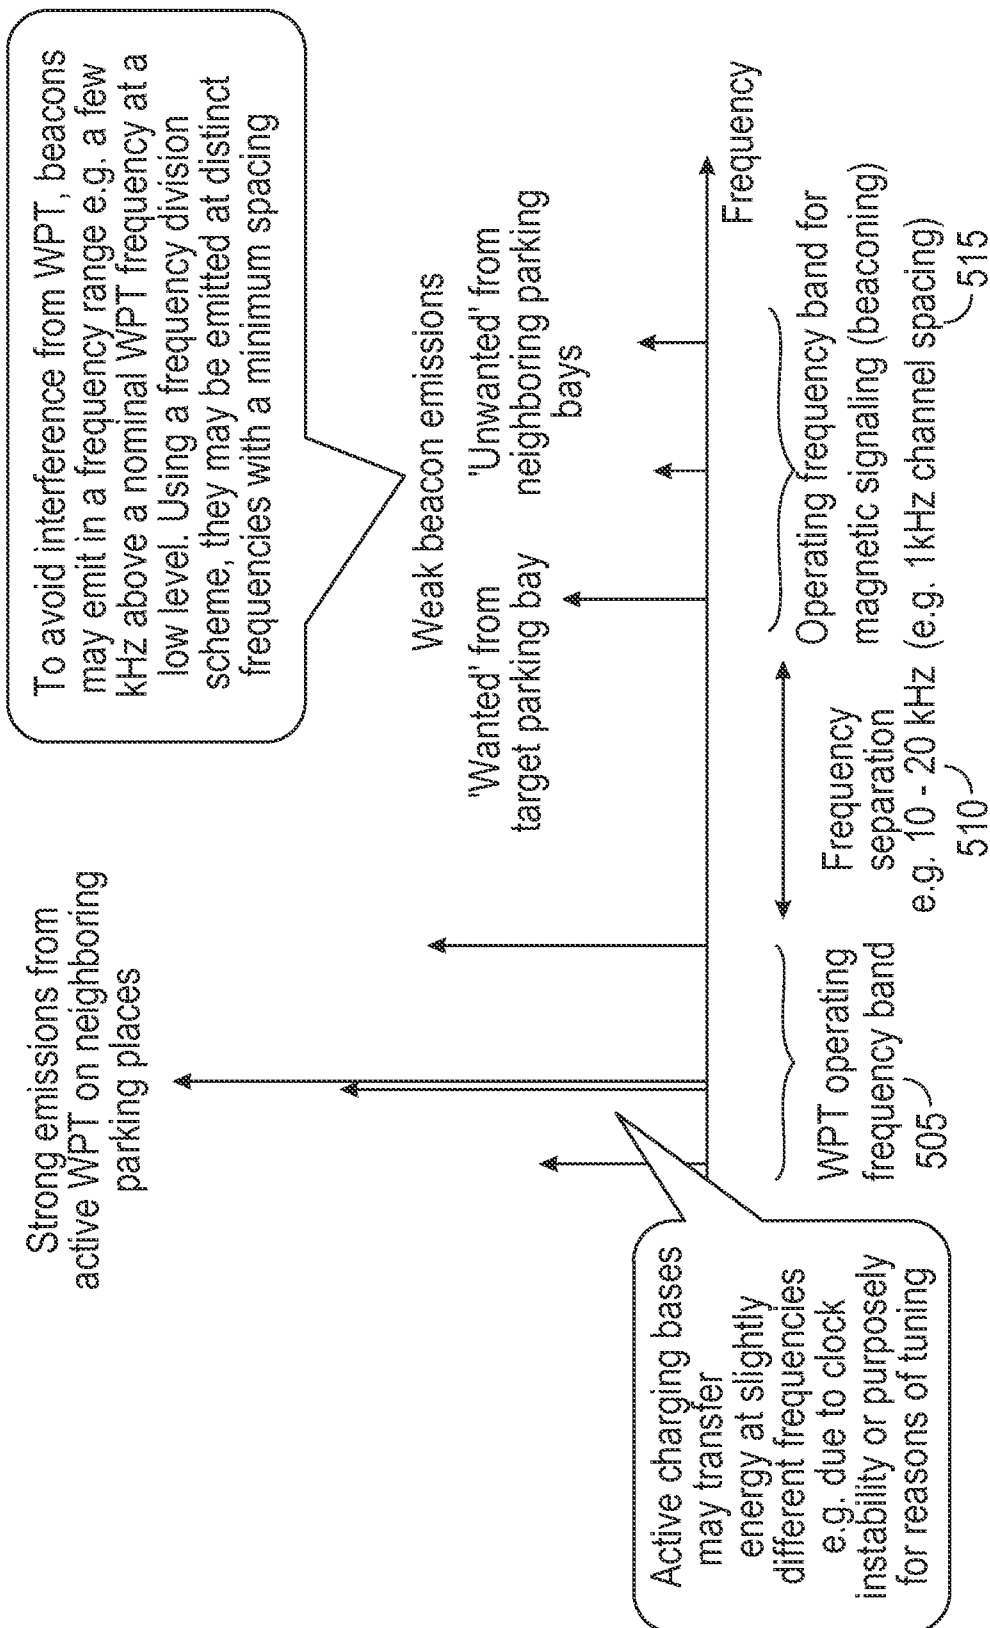 To avoid interference from WPT, beacons
may emit in a frequency range e.g. a few
kHz above a nominal WPT frequency at a
low level. Using a frequency division
scheme, they may be emitted at distinct
frequencies with a minimum spacing
Strong emissions from
active WPT on neighboring
parking places
Weak beacon emissions
'Wanted' from
target parking bay
'Unwanted' from
neighboring parking
bays
Active charging bases
may transfer
energy at slightly
different frequencies
e.g. due to clock
instability or purposely
for reasons of tuning
Frequency
WPT operating
frequency band
505
Frequency
separation
e.g. 10 - 20 kHz
510
Operating frequency band for
magnetic signaling (beaconing)
(e.g. 1kHz channel spacing)
515